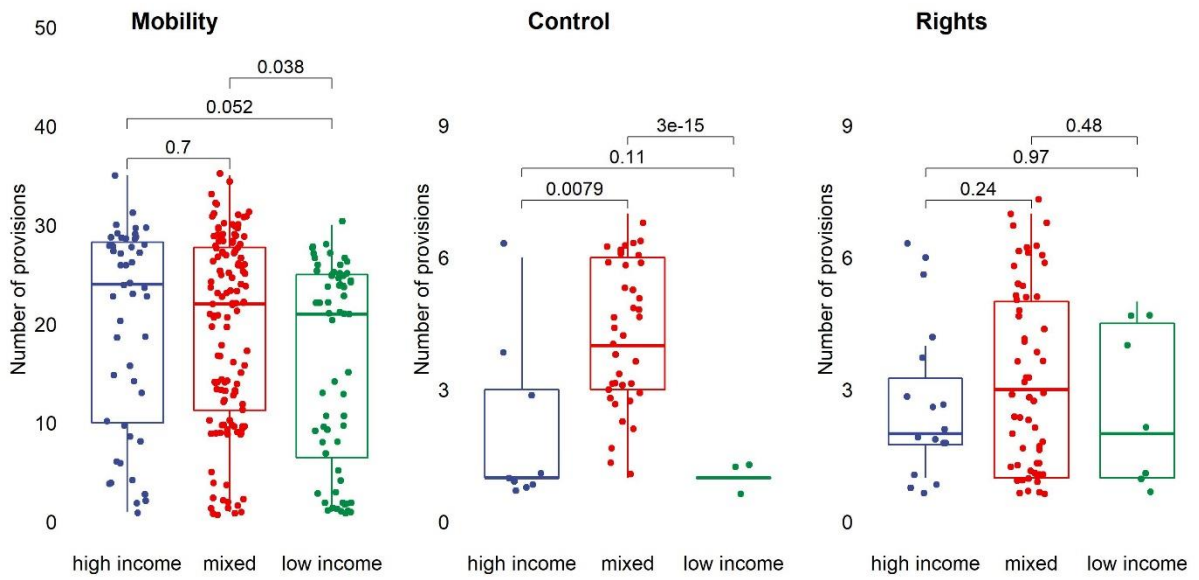 Mobility
Number of provisions
50
40
30
20
10
0
0.038
0.052
0.7
high income mixed low income
Control
Number of provisions
9
6
3
0
3e-15
0.11
0.0079
high income mixed low income
Rights
Number of provisions
9
6
3
0
0.48
0.97
0.24
high income mixed low income